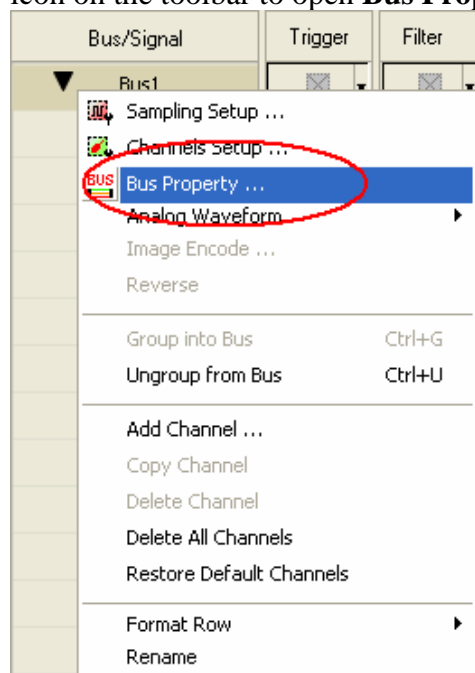 icon on the toolbar to open Bus Prop
Bus/Signal Trigger Filter
Bus1
Sampling Setup ...
Channels Setup ...
BUS Bus Property ...
Analog Waveform
Image Encode ...
Reverse
Group into Bus Ctrl+G
Ungroup from Bus Ctrl+U
Add Channel ...
Copy Channel
Delete Channel
Delete All Channels
Restore Default Channels
Format Row
Rename